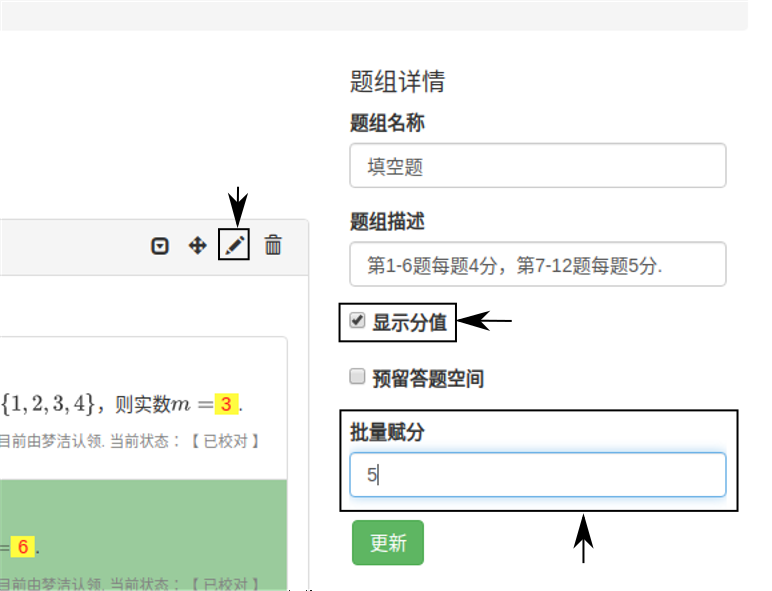 题组详情
题组名称
填空题
题组描述
第1-6题每题4分，第7-12题每题5分.
显示分值
预留答题空间
批量赋分
5
更新
{1, 2, 3, 4}，则实数m = 3 .
目前由梦洁认领. 当前状态：【 已校对 】
= 6 .
目前由梦洁认领. 当前状态：【 已校对 】